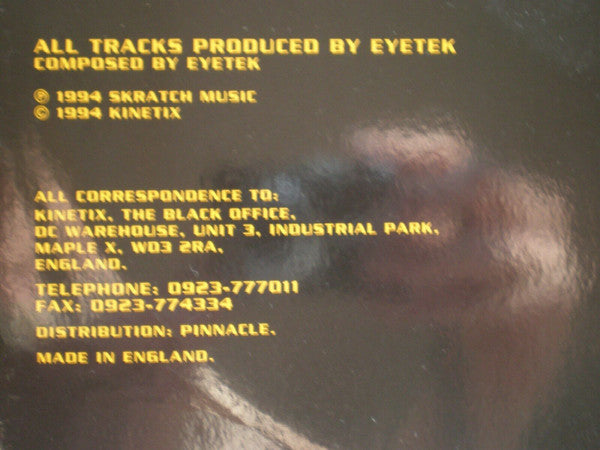 ALL TRACKS PRODUCED BY EYETEK
COMPOSED BY EYETEK
℗ 1994 SKRATCH MUSIC
© 1994 KINETIX
ALL CORRESPONDENCE TO:
KINETIX, THE BLACK OFFICE,
DC WAREHOUSE, UNIT 3, INDUSTRIAL PARK,
MAPLE X, WD3 2RA,
ENGLAND.
TELEPHONE: 0923-777011
FAX: 0923-774334
DISTRIBUTION: PINNACLE.
MADE IN ENGLAND.